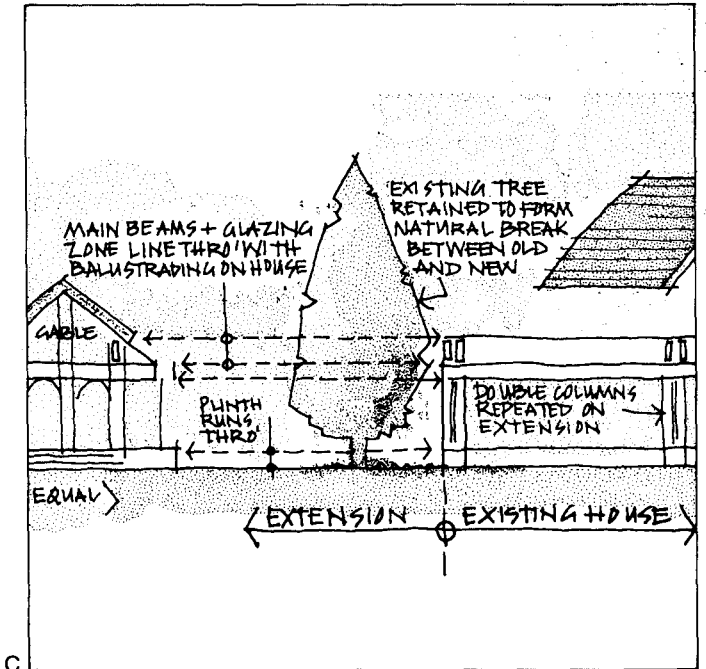 EXISTING TREE
RETAINED TO FORM
NATURAL BREAK
BETWEEN OLD
AND NEW
MAIN BEAMS + GLAZING
ZONE LINE THRO' WITH
BALUSTRADING ON HOUSE
GABLE
PLINTH
RUNS
THRO'
DOUBLE COLUMNS
REPEATED ON
EXTENSION
EQUAL
EXTENSION
EXISTING HOUSE
C